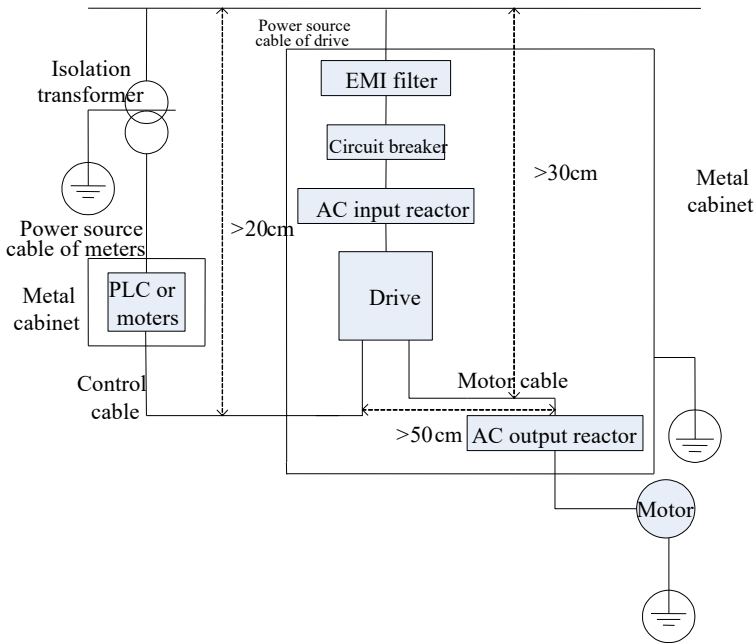 Power source
cable of drive
Isolation
transformer
EMI filter
Circuit breaker
>30cm
Metal
cabinet
AC input reactor
Power source
cable of meters
>20cm
PLC or
moters
Metal
cabinet
Drive
Control
cable
Motor cable
>50cm
AC output reactor
Motor